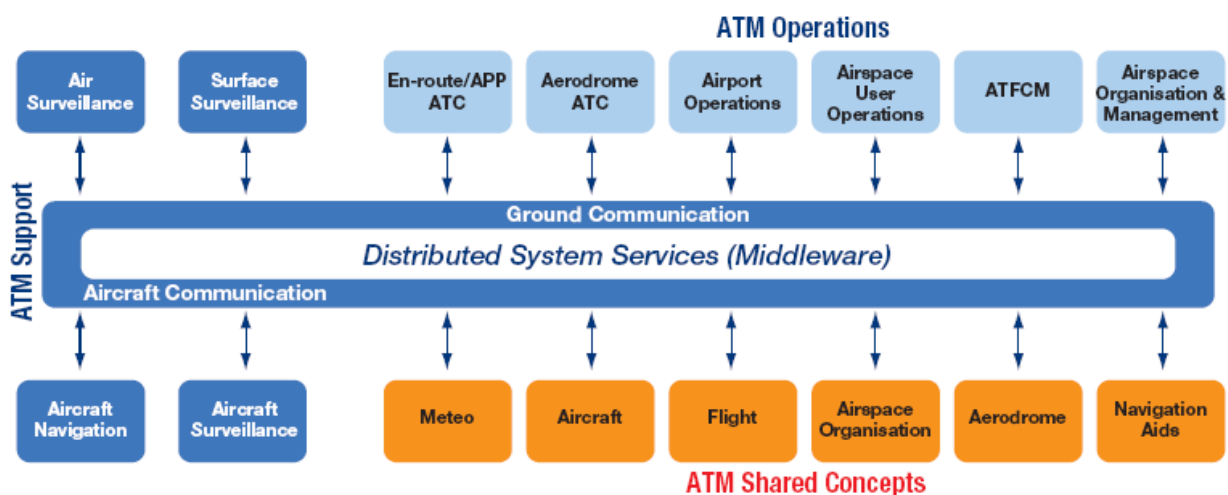 ATM Operations
Air
Surveillance
Surface
Surveillance
En-route/APP
ATC
Aerodrome
ATC
Airport
Operations
Airspace
User
Operations
ATFCM
Airspace
Organisation &
Management
ATM Support
Ground Communication
Distributed System Services (Middleware)
Aircraft Communication
Aircraft
Navigation
Aircraft
Surveillance
Meteo
Aircraft
Flight
Airspace
Organisation
Aerodrome
Navigation
Aids
ATM Shared Concepts